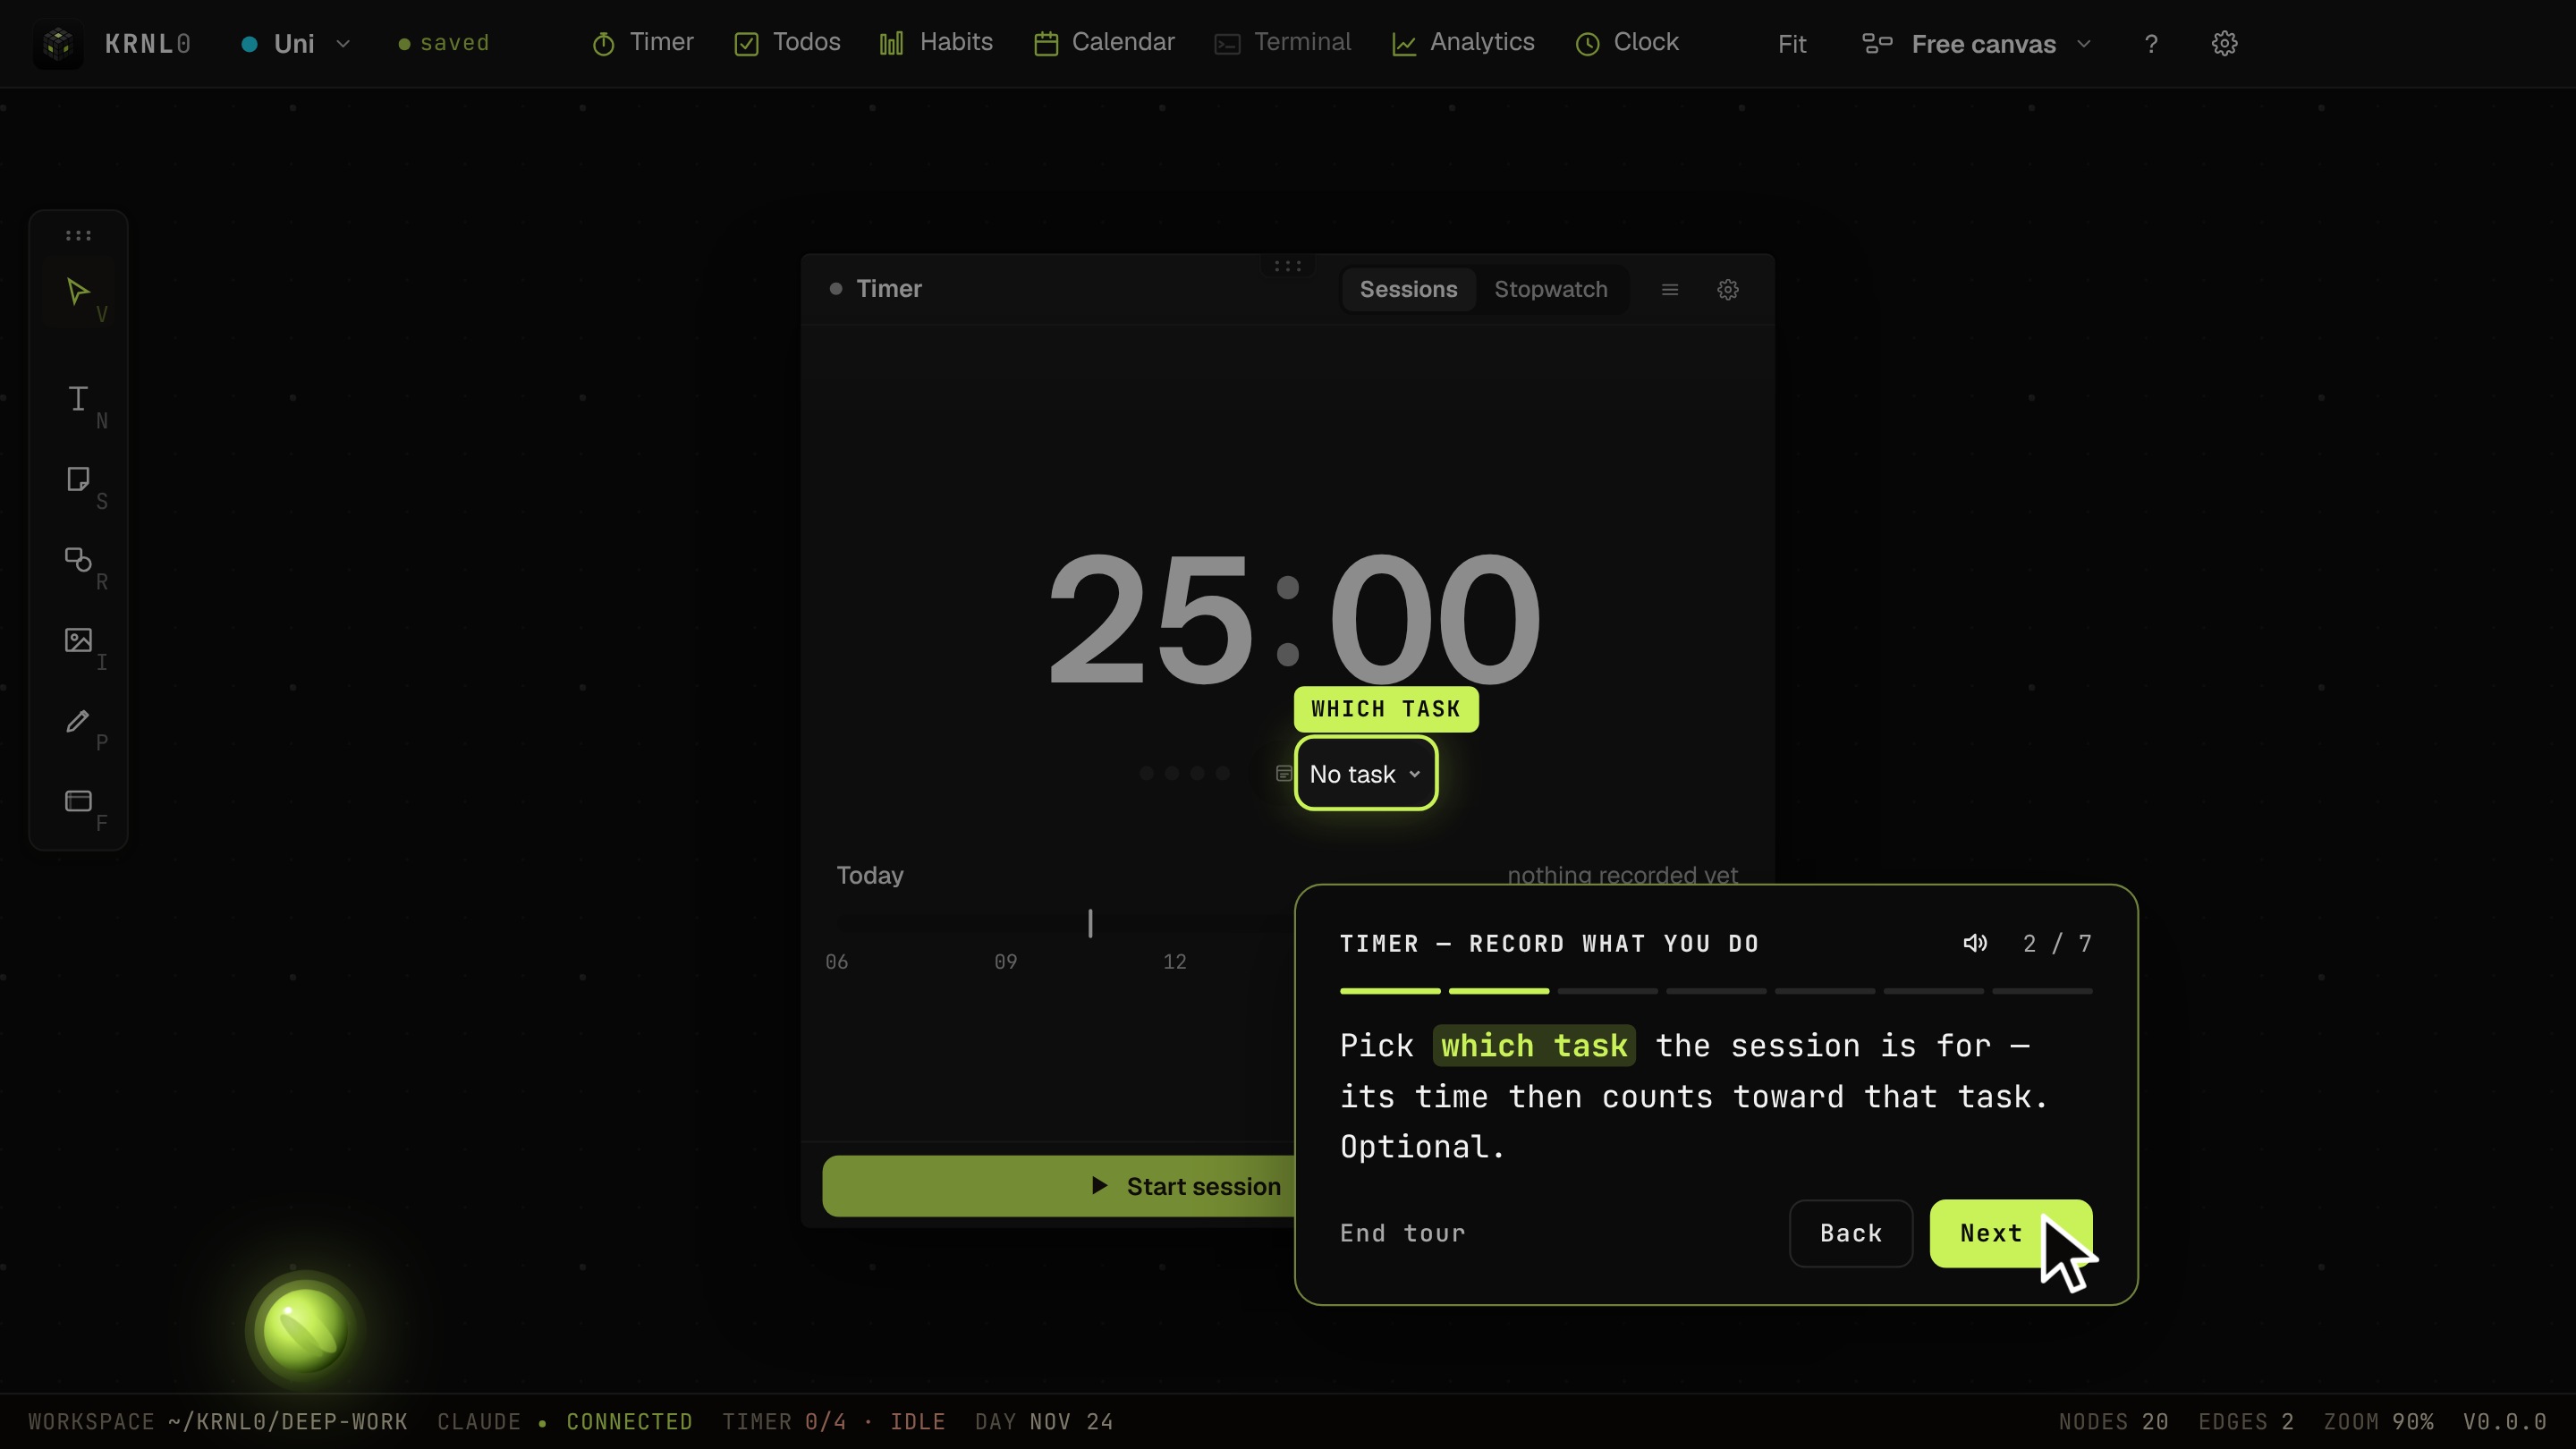 KRNL0 Uni saved Timer Todos Habits Calendar Terminal Analytics Clock Fit Free canvas ?
V
N
S
R
I
P
F
Timer Sessions Stopwatch
25:00
WHICH TASK
No task
Today nothing recorded yet
06 09 12
Start session
TIMER — RECORD WHAT YOU DO 2 / 7
Pick which task the session is for —
its time then counts toward that task.
Optional.
End tour Back Next
WORKSPACE ~/KRNL0/DEEP-WORK CLAUDE • CONNECTED TIMER 0/4 · IDLE DAY NOV 24 NODES 20 EDGES 2 ZOOM 90% V0.0.0